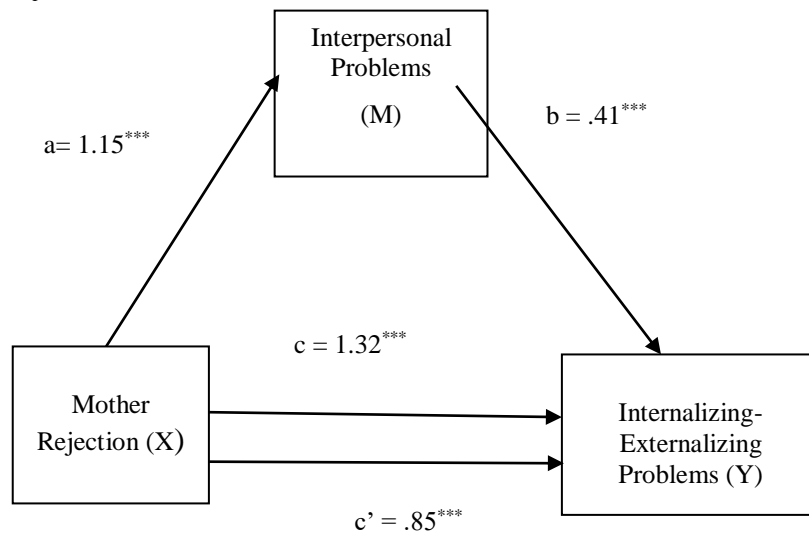 Interpersonal
Problems
(M)
a= 1.15***
b = .41***
c = 1.32***
Mother
Rejection (X)
Internalizing-
Externalizing
Problems (Y)
c’ = .85***